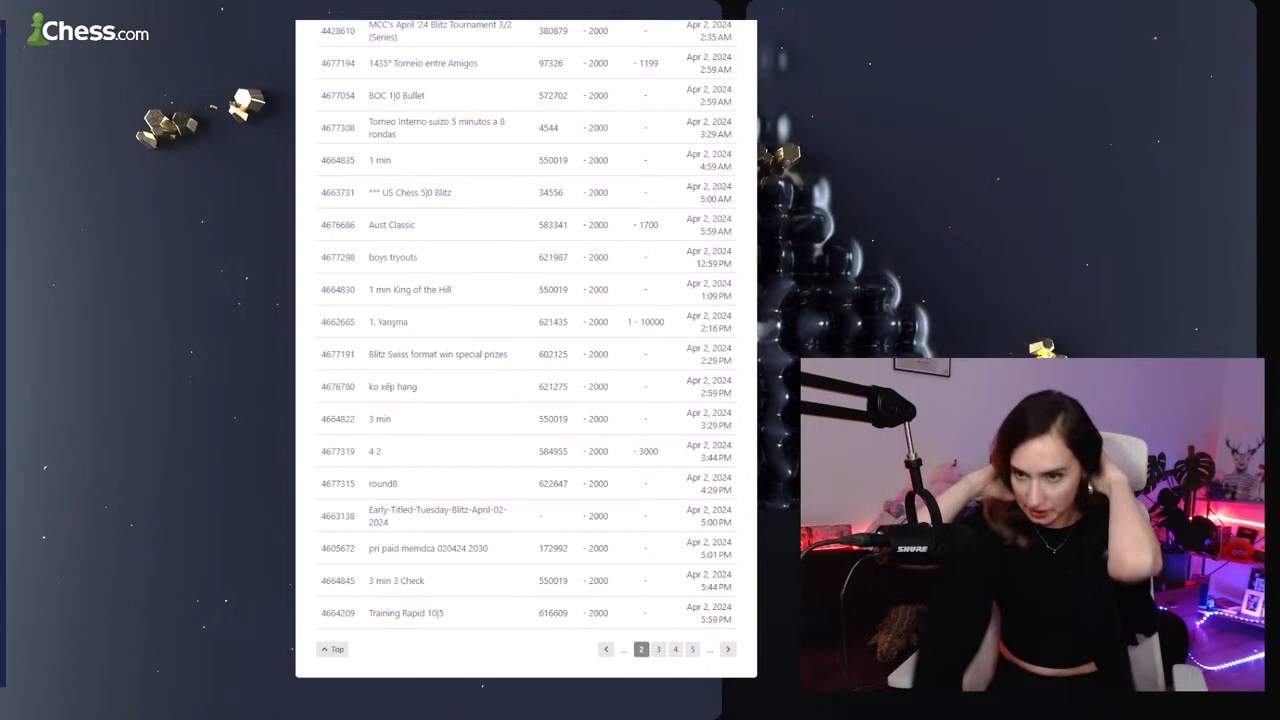 Chess.com
4428610 MCC's April '24 Blitz Tournament 3/2 380879 - 2000 - Apr 2, 2024
(Series) 2:35 AM
4677194 1435° Torneio entre Amigos 97326 - 2000 - 1199 Apr 2, 2024
2:59 AM
4677054 BOC 1|0 Bullet 572702 - 2000 - Apr 2, 2024
2:59 AM
4677308 Torneo Interno suizo 5 minutos a 8 4544 - 2000 - Apr 2, 2024
rondas 3:29 AM
4664835 1 min 550019 - 2000 - Apr 2, 2024
4:59 AM
4663731 *** US Chess 5|0 Blitz 34556 - 2000 - Apr 2, 2024
5:00 AM
4676686 Aust Classic 583341 - 2000 - 1700 Apr 2, 2024
5:59 AM
4677298 boys tryouts 621987 - 2000 - Apr 2, 2024
12:59 PM
4664830 1 min King of the Hill 550019 - 2000 - Apr 2, 2024
1:09 PM
4662665 1. Yarışma 621435 - 2000 1 - 10000 Apr 2, 2024
2:16 PM
4677191 Blitz Swiss format win special prizes 602125 - 2000 - Apr 2, 2024
2:29 PM
4676780 ko xếp hạng 621275 - 2000 - Apr 2, 2024
2:59 PM
4664822 3 min 550019 - 2000 - Apr 2, 2024
3:29 PM
4677319 4 2 584955 - 2000 - 3000 Apr 2, 2024
3:44 PM
4677315 round8 622647 - 2000 - Apr 2, 2024
4:29 PM
4663138 Early-Titled-Tuesday-Blitz-April-02- - - 2000 - Apr 2, 2024
2024 5:00 PM
4605672 pri paid memdca 020424 2030 172992 - 2000 - Apr 2, 2024
5:01 PM
4664845 3 min 3 Check 550019 - 2000 - Apr 2, 2024
5:44 PM
4664209 Training Rapid 10|5 616609 - 2000 - Apr 2, 2024
5:59 PM
Top ... 2 3 4 5 ...
SHURE